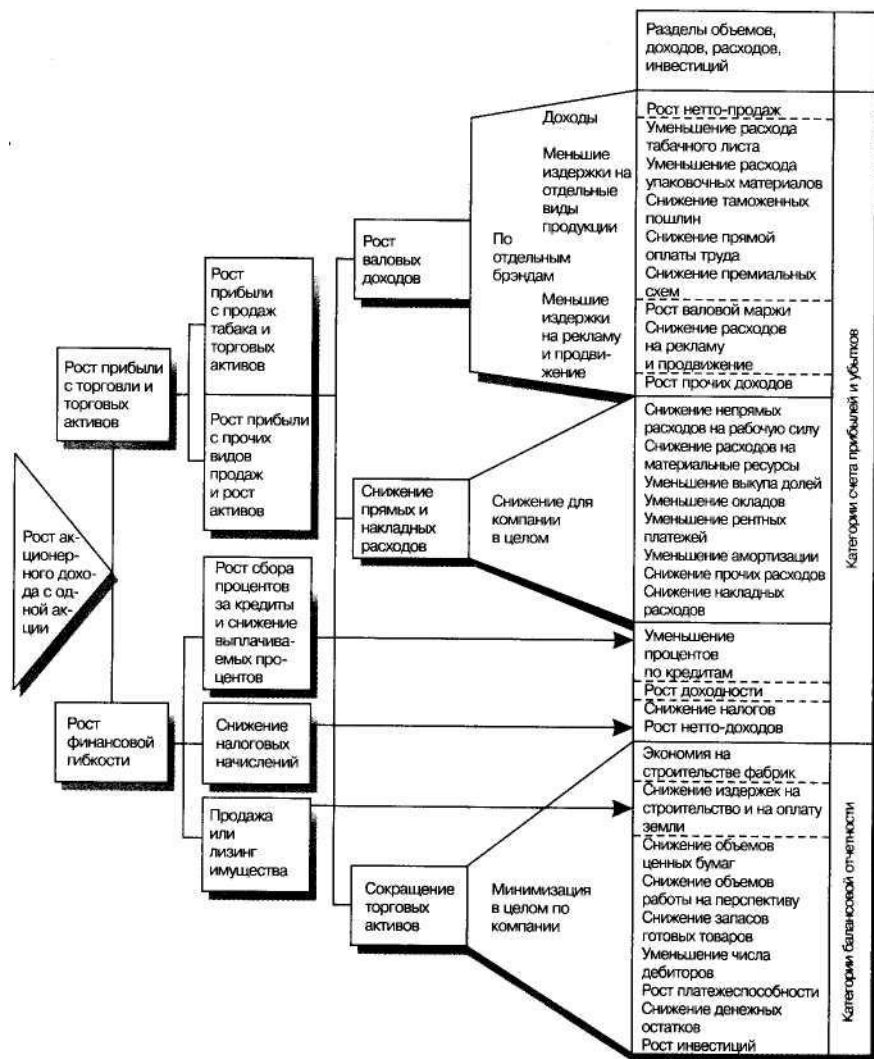 Рост ак-
ционер-
ного дохо-
да с од-
ной ак-
ции
Рост прибыли
с торговли и
торговых
активов
Рост
финансовой
гибкости
Рост
прибыли
с продаж
табака и
торговых
активов
Рост прибыли
с прочих
видов
продаж
и рост
активов
Рост сбора
процентов
за кредиты
и снижение
выплачива-
емых про-
центов
Снижение
налоговых
начислений
Продажа
или
лизинг
имущества
Рост
валовых
доходов
Снижение
прямых и
накладных
расходов
Сокращение
торговых
активов
Доходы
Меньшие
издержки на
отдельные
виды
продукции
По
отдельным
брэндам
Меньшие
издержки
на рекламу
и продви-
жение
Снижение для
компании
в целом
Минимизация
в целом по
компании
Разделы объемов,
доходов, расходов,
инвестиций
Рост нетто-продаж
Уменьшение расхода
табачного листа
Уменьшение расхода
упаковочных материалов
Снижение таможенных
пошлин
Снижение прямой
оплаты труда
Снижение премиальных
схем
Рост валовой маржи
Снижение расходов
на рекламу
и продвижение
Рост прочих доходов
Снижение непрямых
расходов на рабочую силу
Снижение расходов на
материальные ресурсы
Уменьшение выкупа долей
Уменьшение окладов
Уменьшение рентных
платежей
Уменьшение амортизации
Снижение прочих расходов
Снижение накладных
расходов
Уменьшение
процентов
по кредитам
Рост доходности
Снижение налогов
Рост нетто-доходов
Экономия на
строительстве фабрик
Снижение издержек на
строительство и на оплату
земли
Снижение объемов
ценных бумаг
Снижение объемов
работы на перспективу
Снижение запасов
готовых товаров
Уменьшение числа
дебиторов
Рост платежеспособности
Снижение денежных
остатков
Рост инвестиций
Категории счета прибылей и убытков
Категории балансовой отчетности